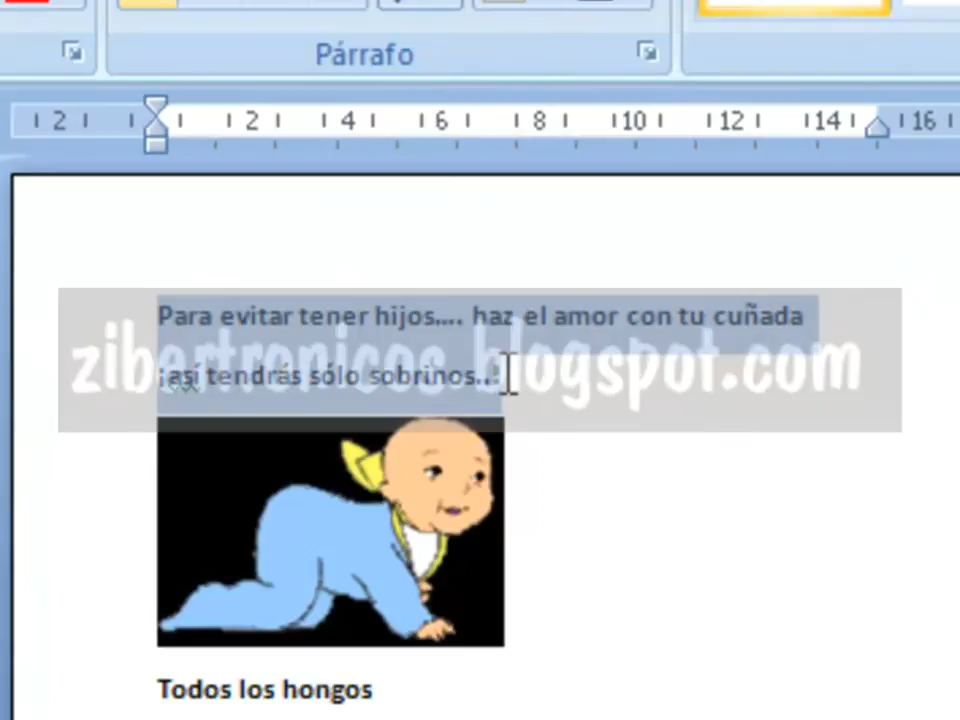 Párrafo
2 2 4 6 8 10 12 14 16
Para evitar tener hijos.... haz el amor con tu cuñada
zibertronicos.blogspot.com
¡así tendrás sólo sobrinos..!
Todos los hongos